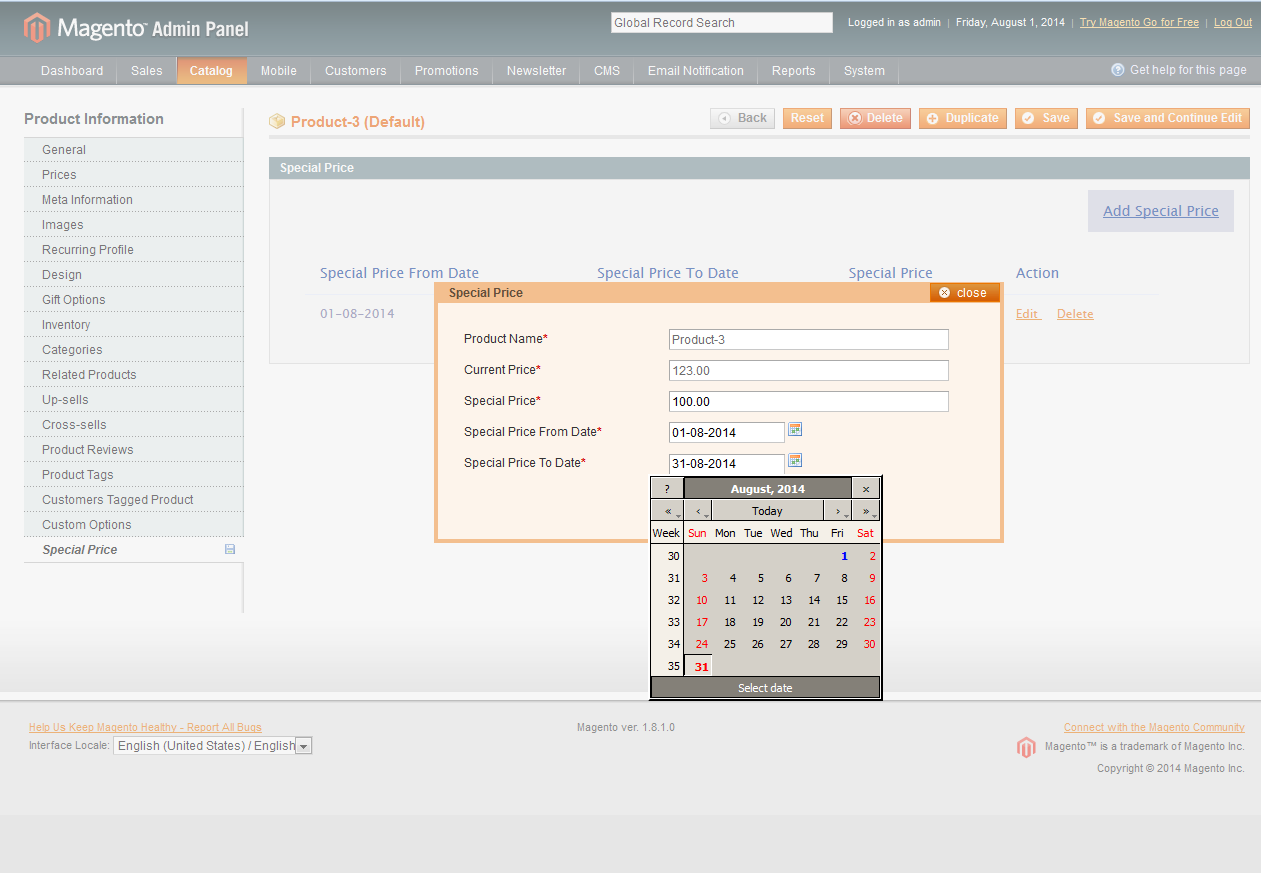 Magento™ Admin Panel
Global Record Search
Logged in as admin | Friday, August 1, 2014 | Try Magento Go for Free | Log Out
Dashboard Sales Catalog Mobile Customers Promotions Newsletter CMS Email Notification Reports System
Get help for this page
Product Information
General
Prices
Meta Information
Images
Recurring Profile
Design
Gift Options
Inventory
Categories
Related Products
Up-sells
Cross-sells
Product Reviews
Product Tags
Customers Tagged Product
Custom Options
Special Price
Product-3 (Default)
Back Reset Delete Duplicate Save Save and Continue Edit
Special Price
Add Special Price
Special Price From Date Special Price To Date Special Price Action
01-08-2014 Edit Delete
Special Price close
Product Name* Product-3
Current Price* 123.00
Special Price* 100.00
Special Price From Date* 01-08-2014
Special Price To Date* 31-08-2014
? August, 2014 ×
« ‹ Today › »
Week Sun Mon Tue Wed Thu Fri Sat
30 1 2
31 3 4 5 6 7 8 9
32 10 11 12 13 14 15 16
33 17 18 19 20 21 22 23
34 24 25 26 27 28 29 30
35 31
Select date
Help Us Keep Magento Healthy - Report All Bugs
Interface Locale: English (United States) / English
Magento ver. 1.8.1.0
Connect with the Magento Community
Magento™ is a trademark of Magento Inc.
Copyright © 2014 Magento Inc.